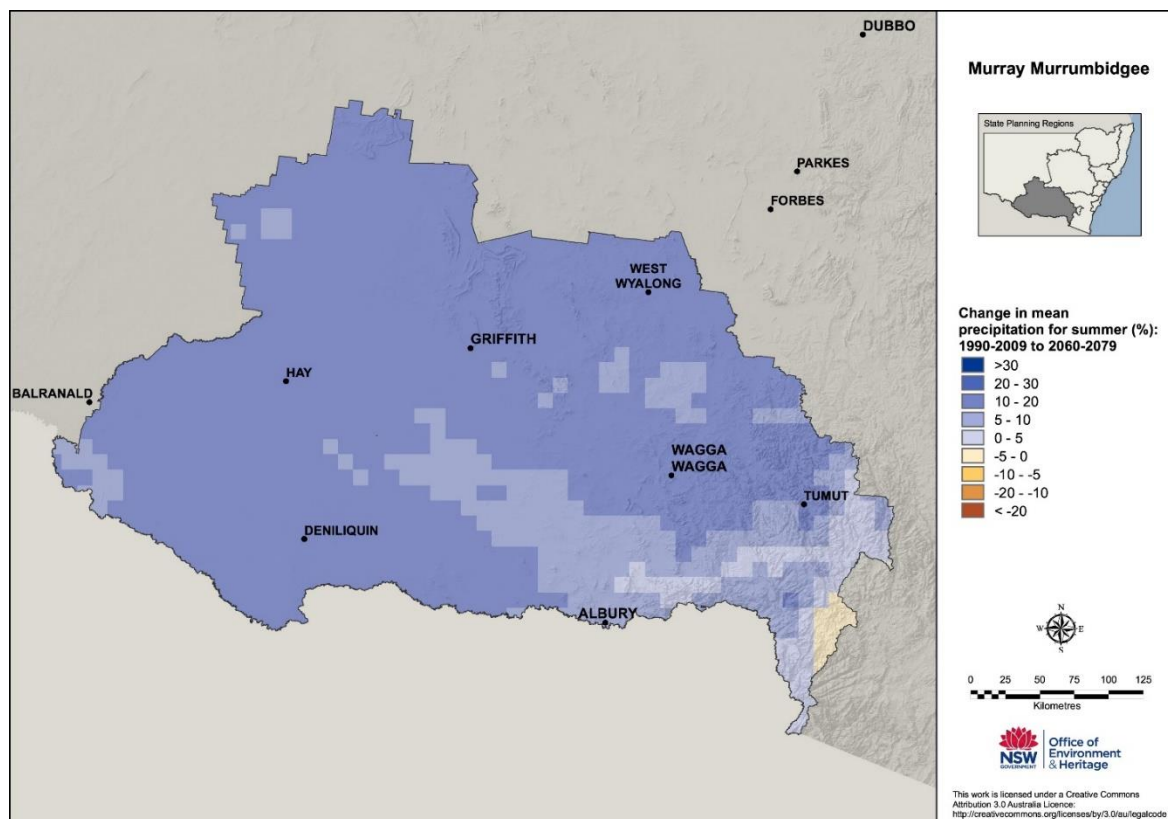 DUBBO
PARKES
FORBES
WEST
WYALONG
GRIFFITH
HAY
BALRANALD
WAGGA
WAGGA
TUMUT
DENILIQUIN
ALBURY
Murray Murrumbidgee
State Planning Regions
Change in mean
precipitation for summer (%):
1990-2009 to 2060-2079
>30
20 - 30
10 - 20
5 - 10
0 - 5
-5 - 0
-10 - -5
-20 - -10
< -20
N
W E
S
0 25 50 75 100 125
Kilometres
NSW
GOVERNMENT
Office of
Environment
& Heritage
This work is licensed under a Creative Commons
Attribution 3.0 Australia Licence:
http://creativecommons.org/licenses/by/3.0/au/legalcode